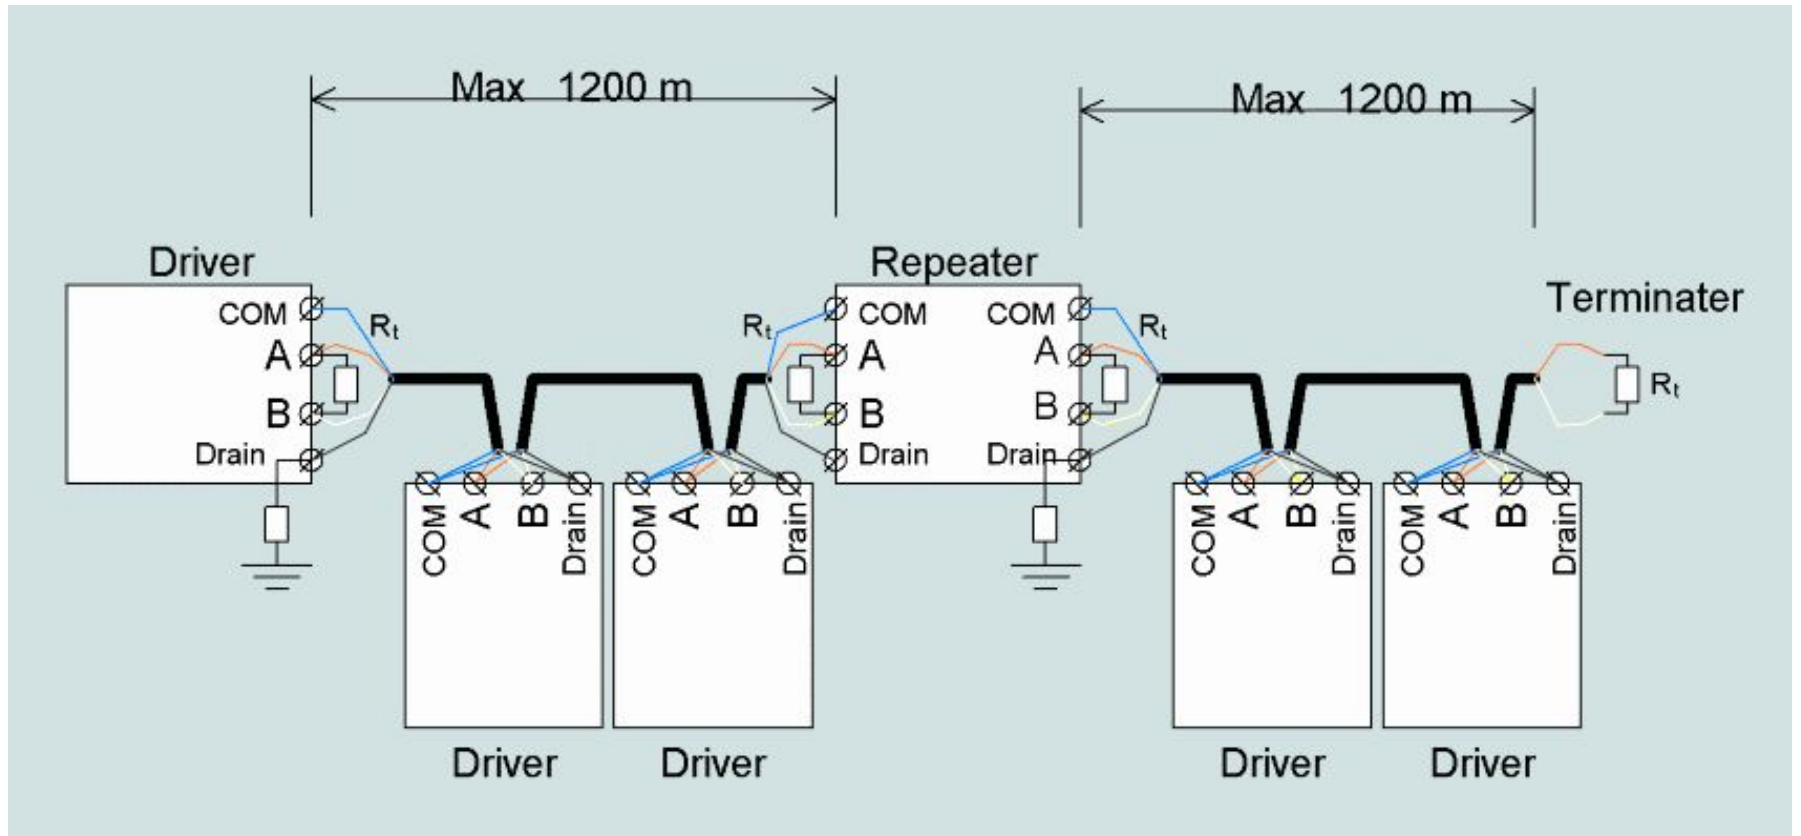 Max 1200 m
Max 1200 m
Driver
Repeater
Terminater
COM
A
B
Drain
Rt
Rt
COM
A
B
Drain
COM
A
B
Drain
Rt
Rt
COM
A
B
Drain
COM
A
B
Drain
COM
A
B
Drain
COM
A
B
Drain
Driver
Driver
Driver
Driver